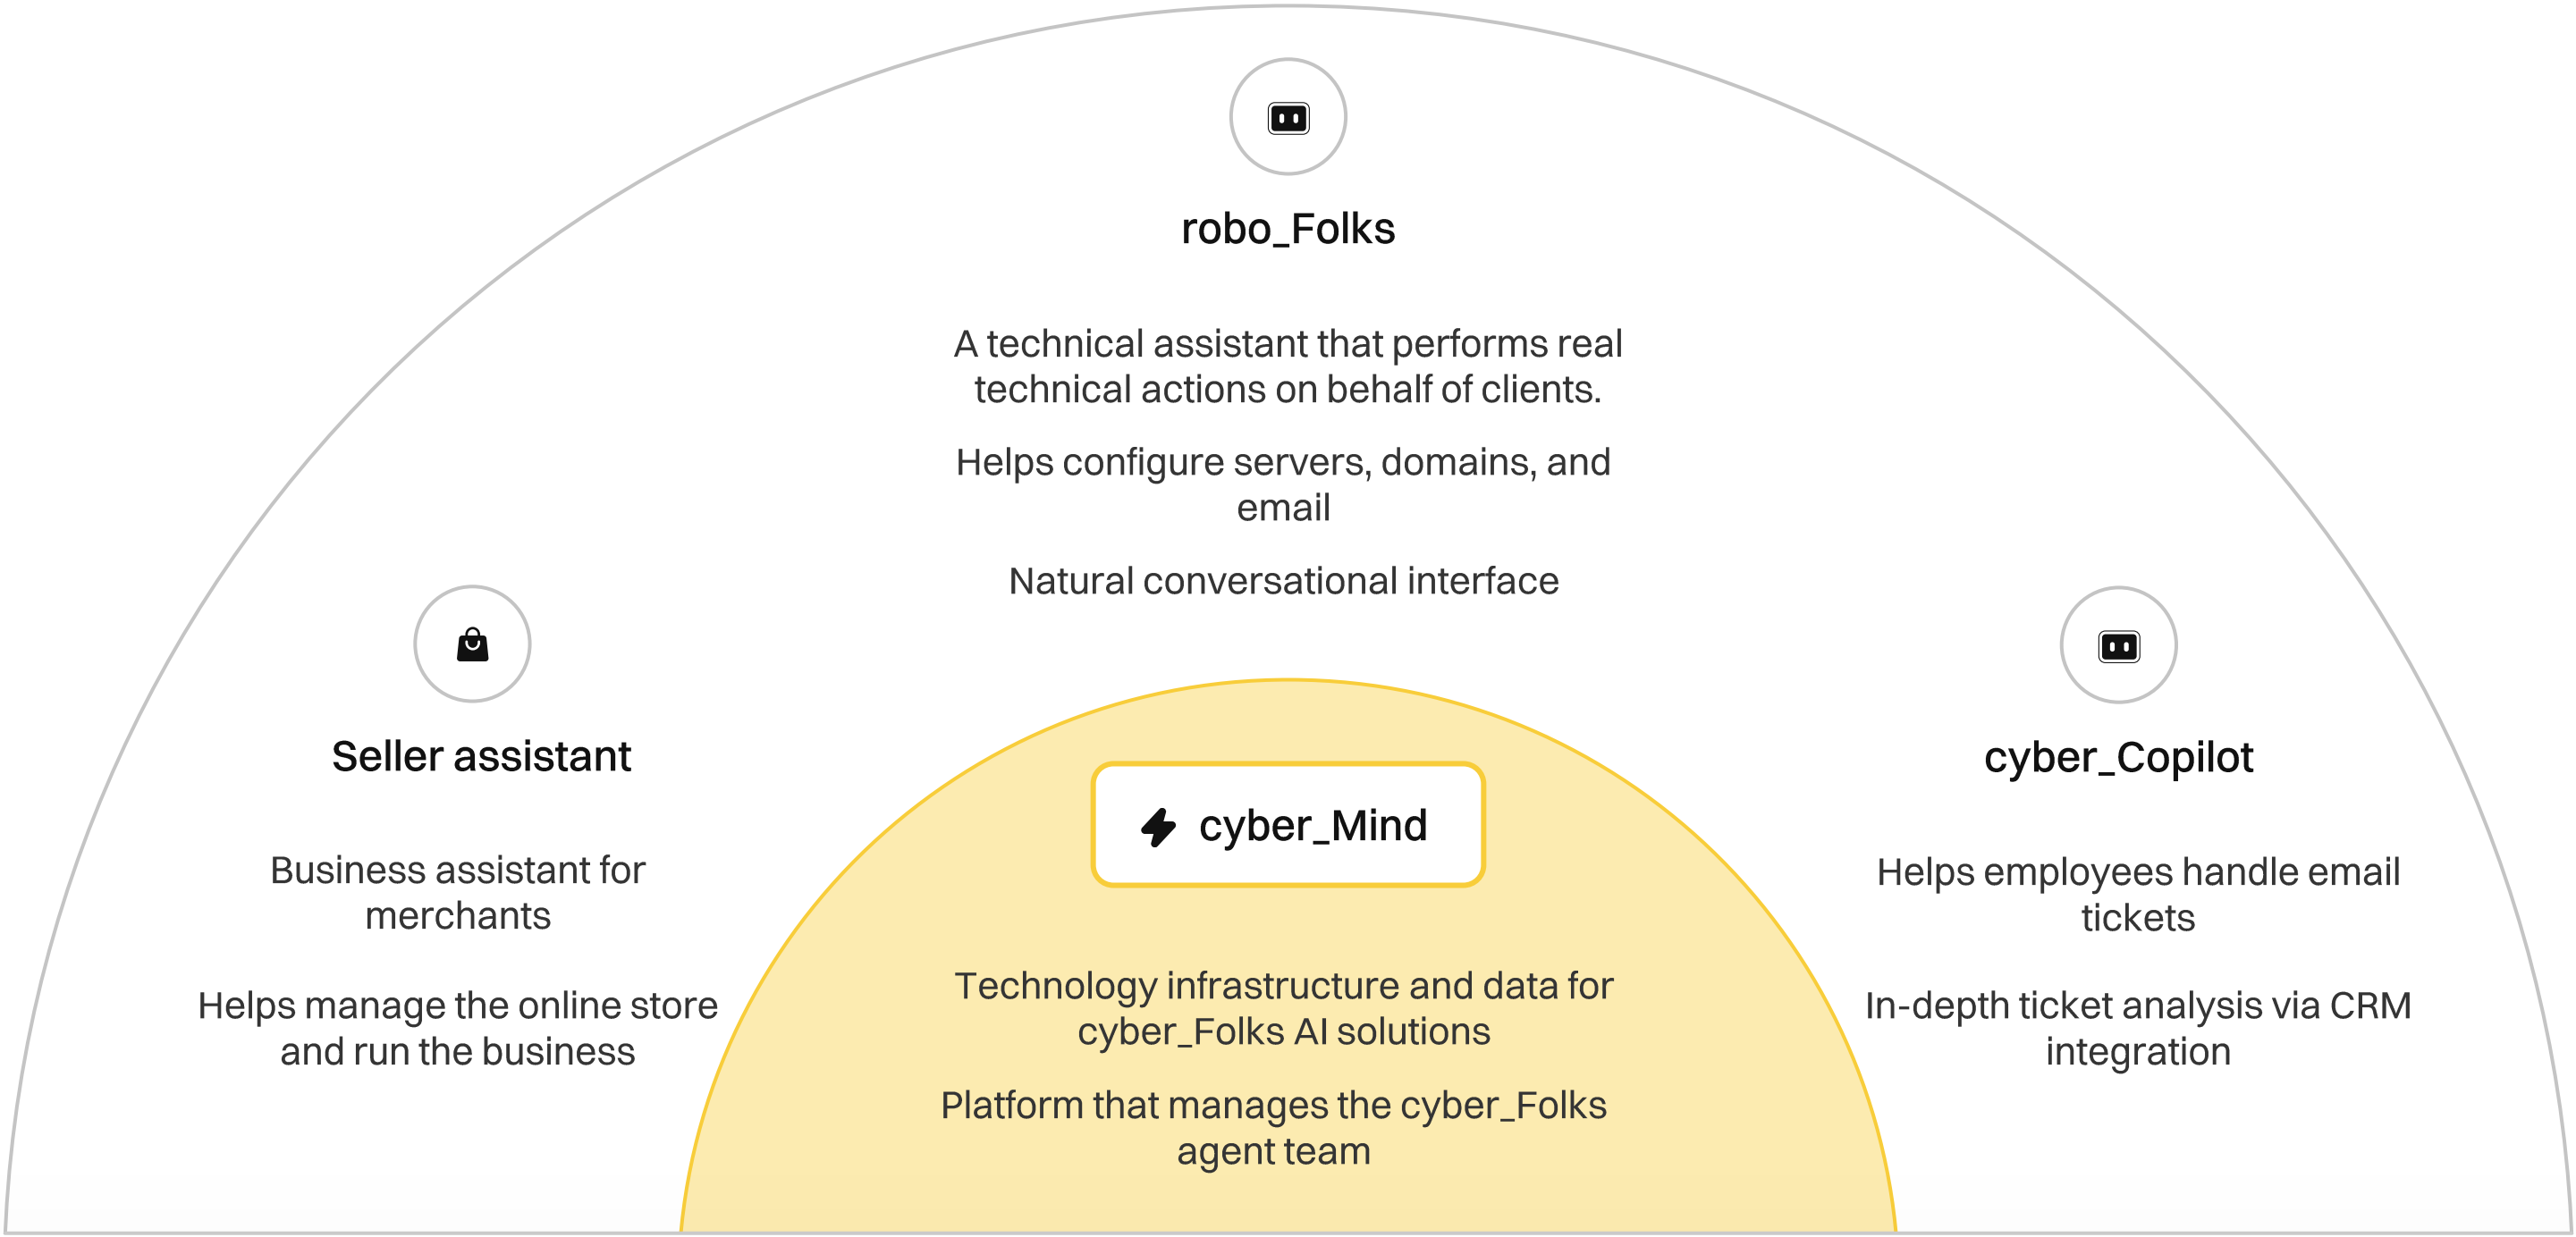 robo_Folks
A technical assistant that performs real
technical actions on behalf of clients.
Helps configure servers, domains, and
email
Natural conversational interface
Seller assistant
Business assistant for
merchants
Helps manage the online store
and run the business
cyber_Mind
Technology infrastructure and data for
cyber_Folks AI solutions
Platform that manages the cyber_Folks
agent team
cyber_Copilot
Helps employees handle email
tickets
In-depth ticket analysis via CRM
integration